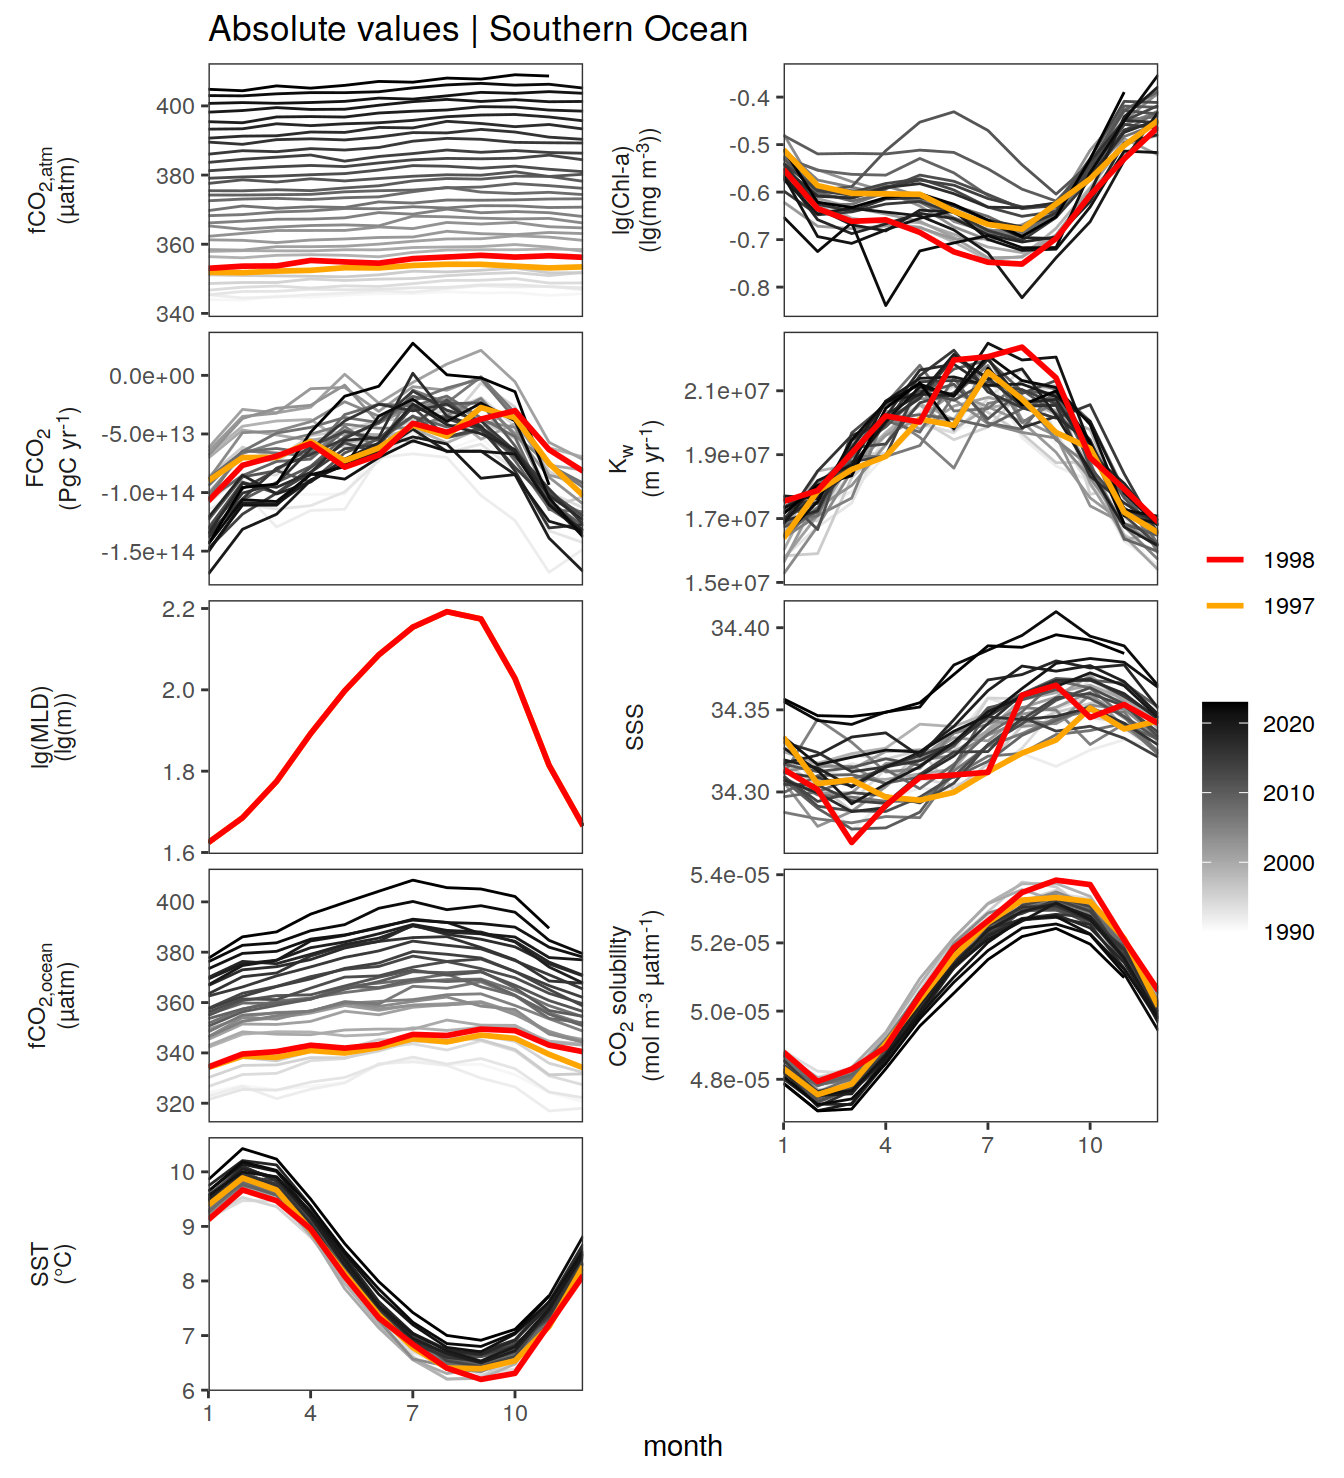 Absolute values | Southern Ocean
fCO2,atm
(µatm)
400
380
360
340
lg(Chl-a)
(lg(mg m-3))
-0.4
-0.5
-0.6
-0.7
-0.8
FCO2
(PgC yr-1)
0.0e+00
-5.0e+13
-1.0e+14
-1.5e+14
Kw
(m yr-1)
2.1e+07
1.9e+07
1.7e+07
1.5e+07
lg(MLD)
(lg(m))
2.2
2.0
1.8
1.6
SSS
34.40
34.35
34.30
fCO2,ocean
(µatm)
400
380
360
340
320
CO2 solubility
(mol m-3 µatm-1)
5.4e-05
5.2e-05
5.0e-05
4.8e-05
1 4 7 10
SST
(°C)
10
9
8
7
6
1 4 7 10
month
1998
1997
2020
2010
2000
1990